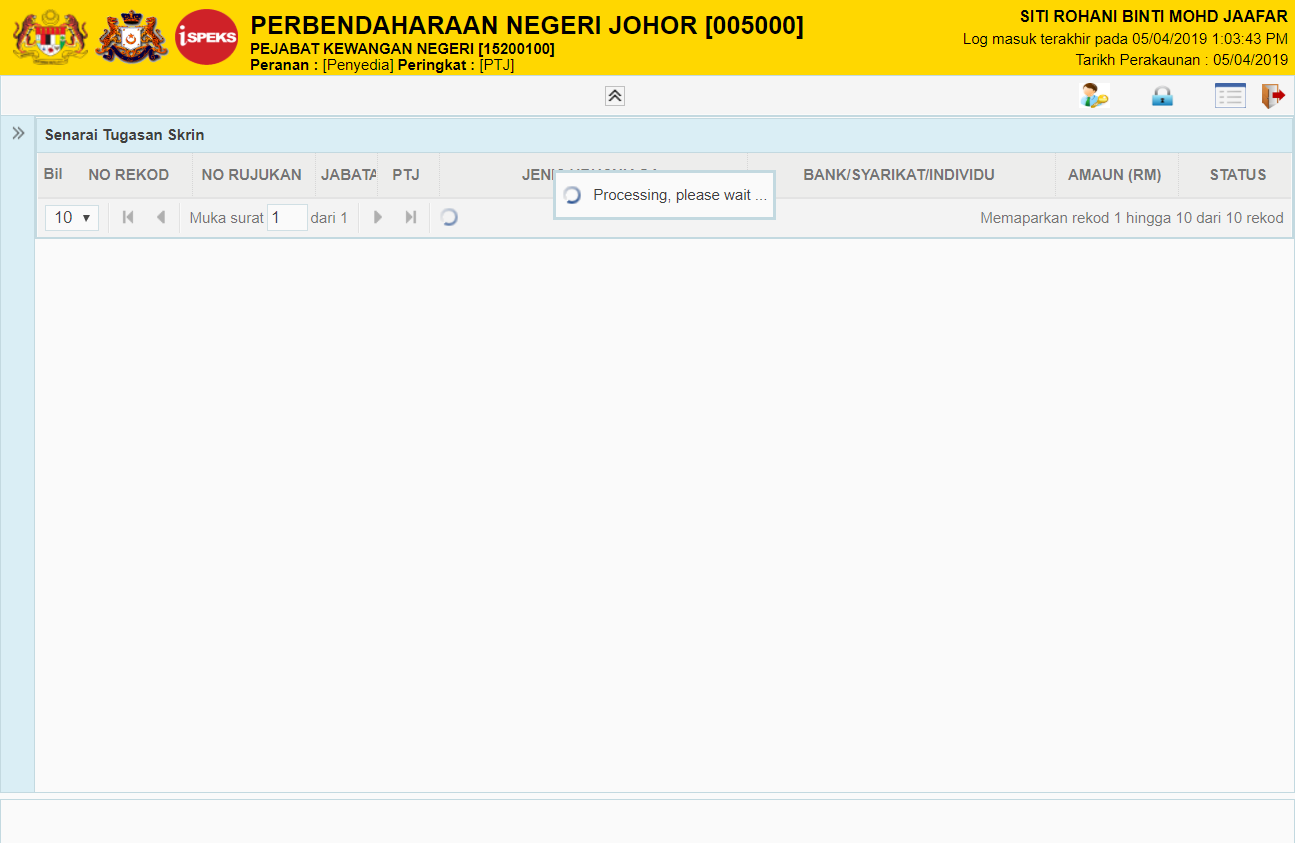 iSPEKS
PERBENDAHARAAN NEGERI JOHOR [005000]
PEJABAT KEWANGAN NEGERI [15200100]
Peranan : [Penyedia] Peringkat : [PTJ]
SITI ROHANI BINTI MOHD JAAFAR
Log masuk terakhir pada 05/04/2019 1:03:43 PM
Tarikh Perakaunan : 05/04/2019
Senarai Tugasan Skrin
Bil NO REKOD NO RUJUKAN JABATA PTJ BANK/SYARIKAT/INDIVIDU AMAUN (RM) STATUS
Processing, please wait ...
10 Muka surat 1 dari 1 Memaparkan rekod 1 hingga 10 dari 10 rekod